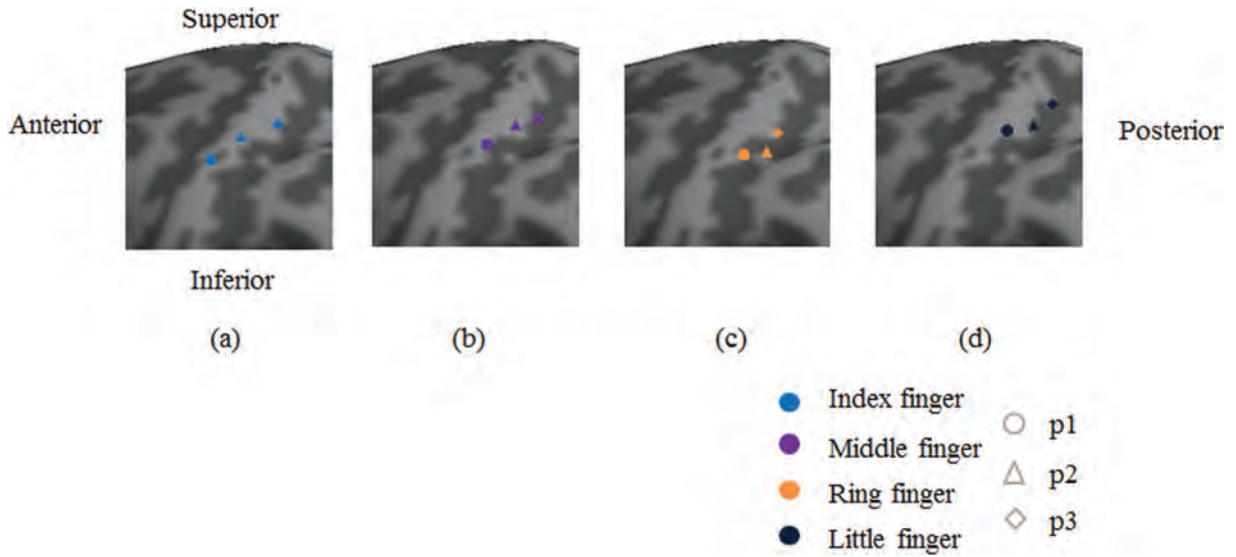 Superior
Anterior
Posterior
Inferior
(a)
(b)
(c)
(d)
Index finger
Middle finger
Ring finger
Little finger
p1
p2
p3